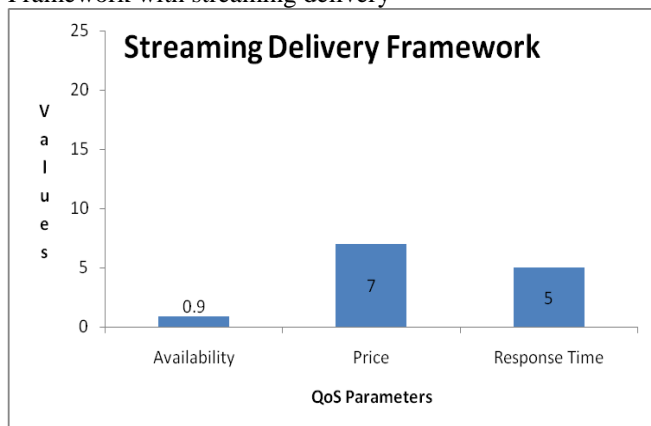 Framework with streaming delivery
Streaming Delivery Framework
25
20
15
10
5
0
Values
0.9
7
5
Availability Price Response Time
QoS Parameters